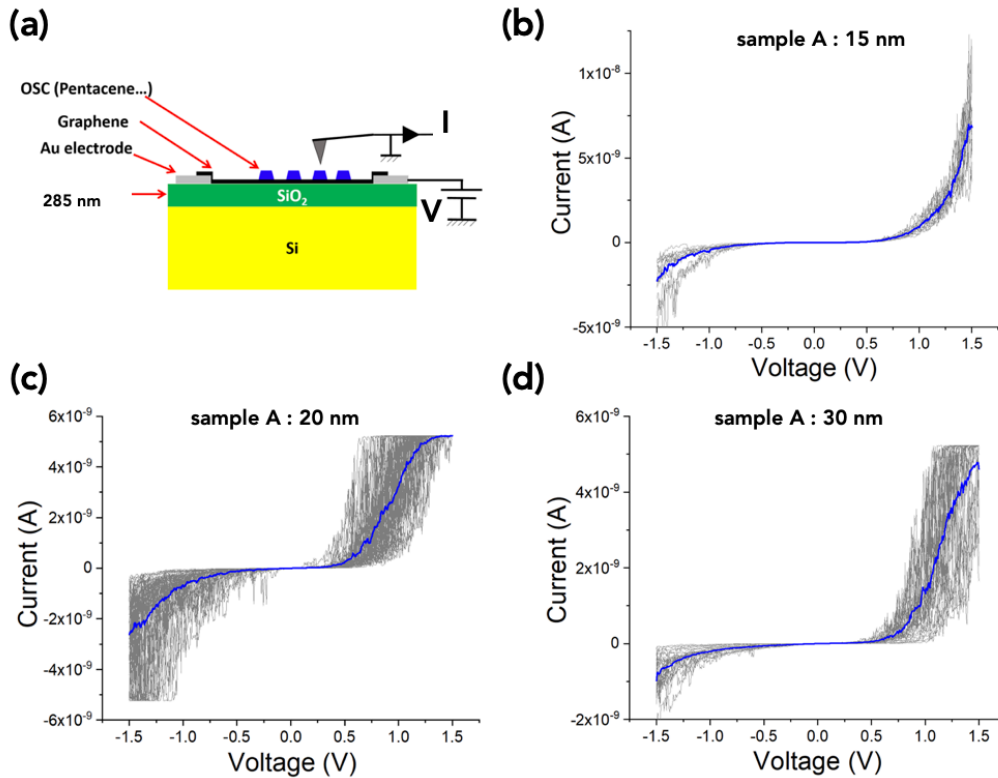 (a)
OSC (Pentacene...)
Graphene
Au electrode
285 nm
SiO₂
Si
I
V
(b)
sample A : 15 nm
1x10⁻⁸
5x10⁻⁹
0
-5x10⁻⁹
Current (A)
-1.5 -1.0 -0.5 0.0 0.5 1.0 1.5
Voltage (V)
(c)
sample A : 20 nm
6x10⁻⁹
4x10⁻⁹
2x10⁻⁹
0
-2x10⁻⁹
-4x10⁻⁹
-6x10⁻⁹
Current (A)
-1.5 -1.0 -0.5 0.0 0.5 1.0 1.5
Voltage (V)
(d)
sample A : 30 nm
6x10⁻⁹
4x10⁻⁹
2x10⁻⁹
0
-2x10⁻⁹
Current (A)
-1.5 -1.0 -0.5 0.0 0.5 1.0 1.5
Voltage (V)